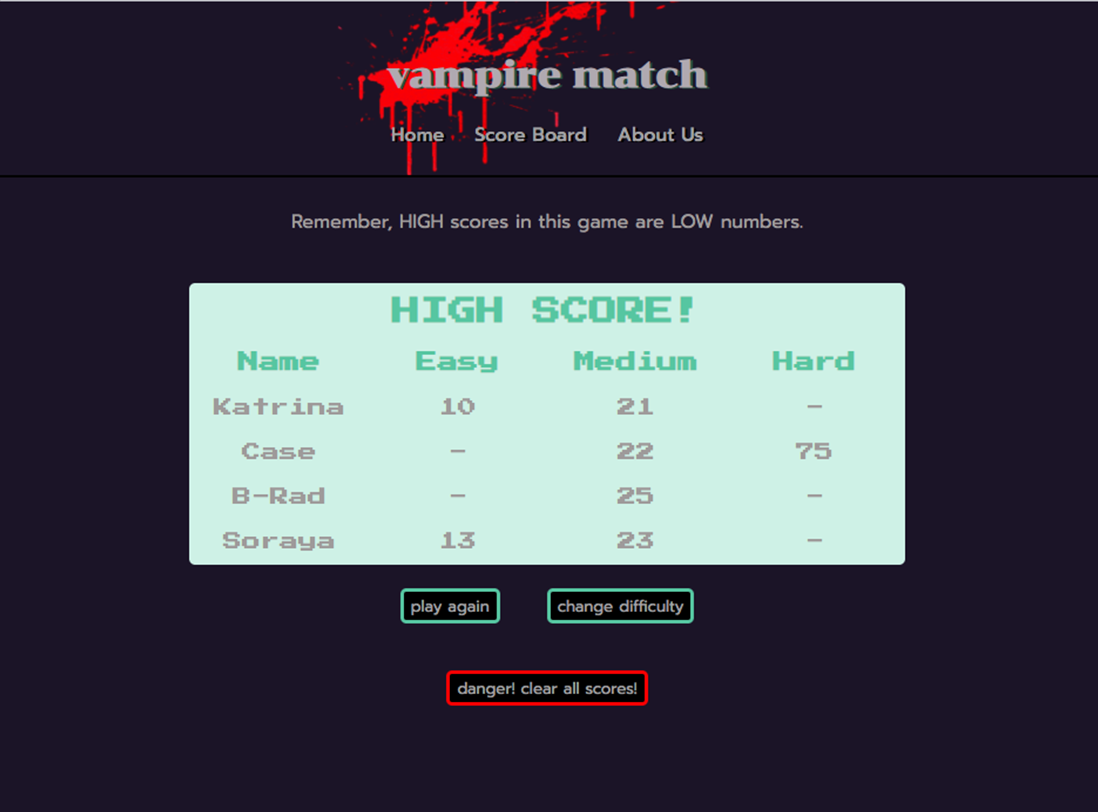 vampire match
Home Score Board About Us
Remember, HIGH scores in this game are LOW numbers.
HIGH SCORE!
Name Easy Medium Hard
Katrina 10 21 -
Case - 22 75
B-Rad - 25 -
Soraya 13 23 -
play again change difficulty
danger! clear all scores!